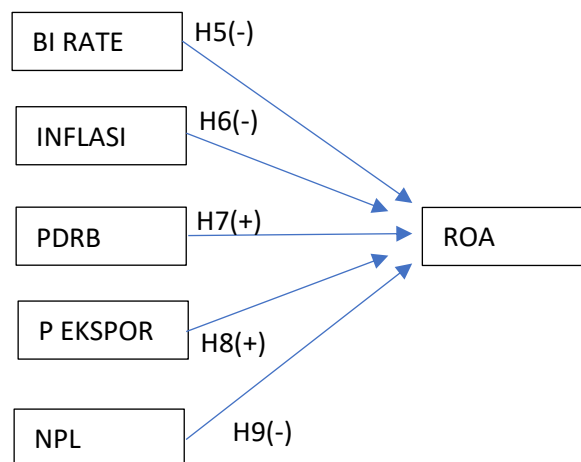 BI RATE
H5(-)
INFLASI
H6(-)
PDRB
H7(+)
ROA
P EKSPOR
H8(+)
NPL
H9(-)